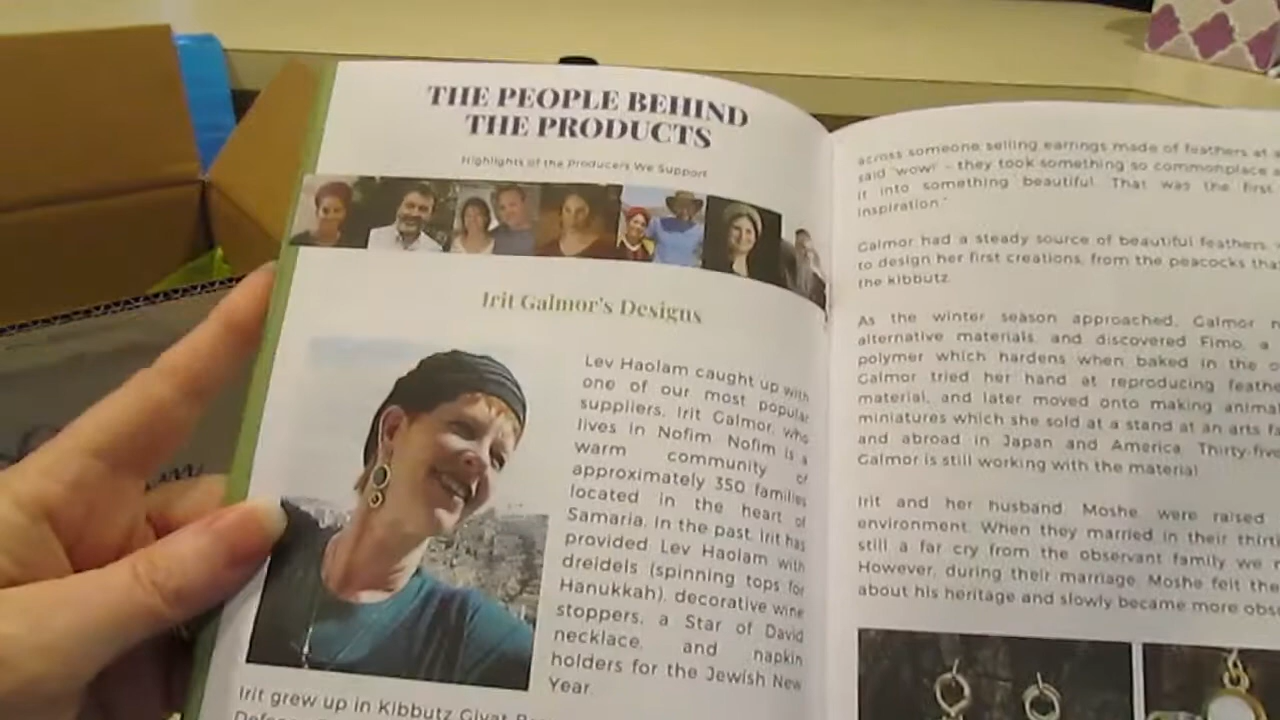 THE PEOPLE BEHIND
THE PRODUCTS
Highlights of the Producers We Support
Irit Galmor's Designs
Lev Haolam caught up with
one of our most popular
suppliers, Irit Galmor, who
lives in Nofim. Nofim is a
warm community of
approximately 350 families
located in the heart of
Samaria. In the past, Irit has
provided Lev Haolam with
dreidels (spinning tops for
Hanukkah), decorative wine
stoppers, a Star of David
necklace, and napkin
holders for the Jewish New
Year.
Irit grew up in Kibbutz Givat
across someone selling earrings made of feathers at a
said 'wow!' – they took something so commonplace a
it into something beautiful. That was the first
inspiration."
Galmor had a steady source of beautiful feathers,
to design her first creations, from the peacocks tha
the kibbutz.
As the winter season approached, Galmor
alternative materials, and discovered Fimo, a
polymer which hardens when baked in the
Galmor tried her hand at reproducing
material, and later moved onto making
miniatures which she sold at a stand at an arts
and abroad in Japan and America. Thirty-five
Galmor is still working with the material.
Irit and her husband, Moshe, were raised
environment. When they married in their
still a far cry from the observant family we
However, during their marriage, Moshe felt the
about his heritage and slowly became more